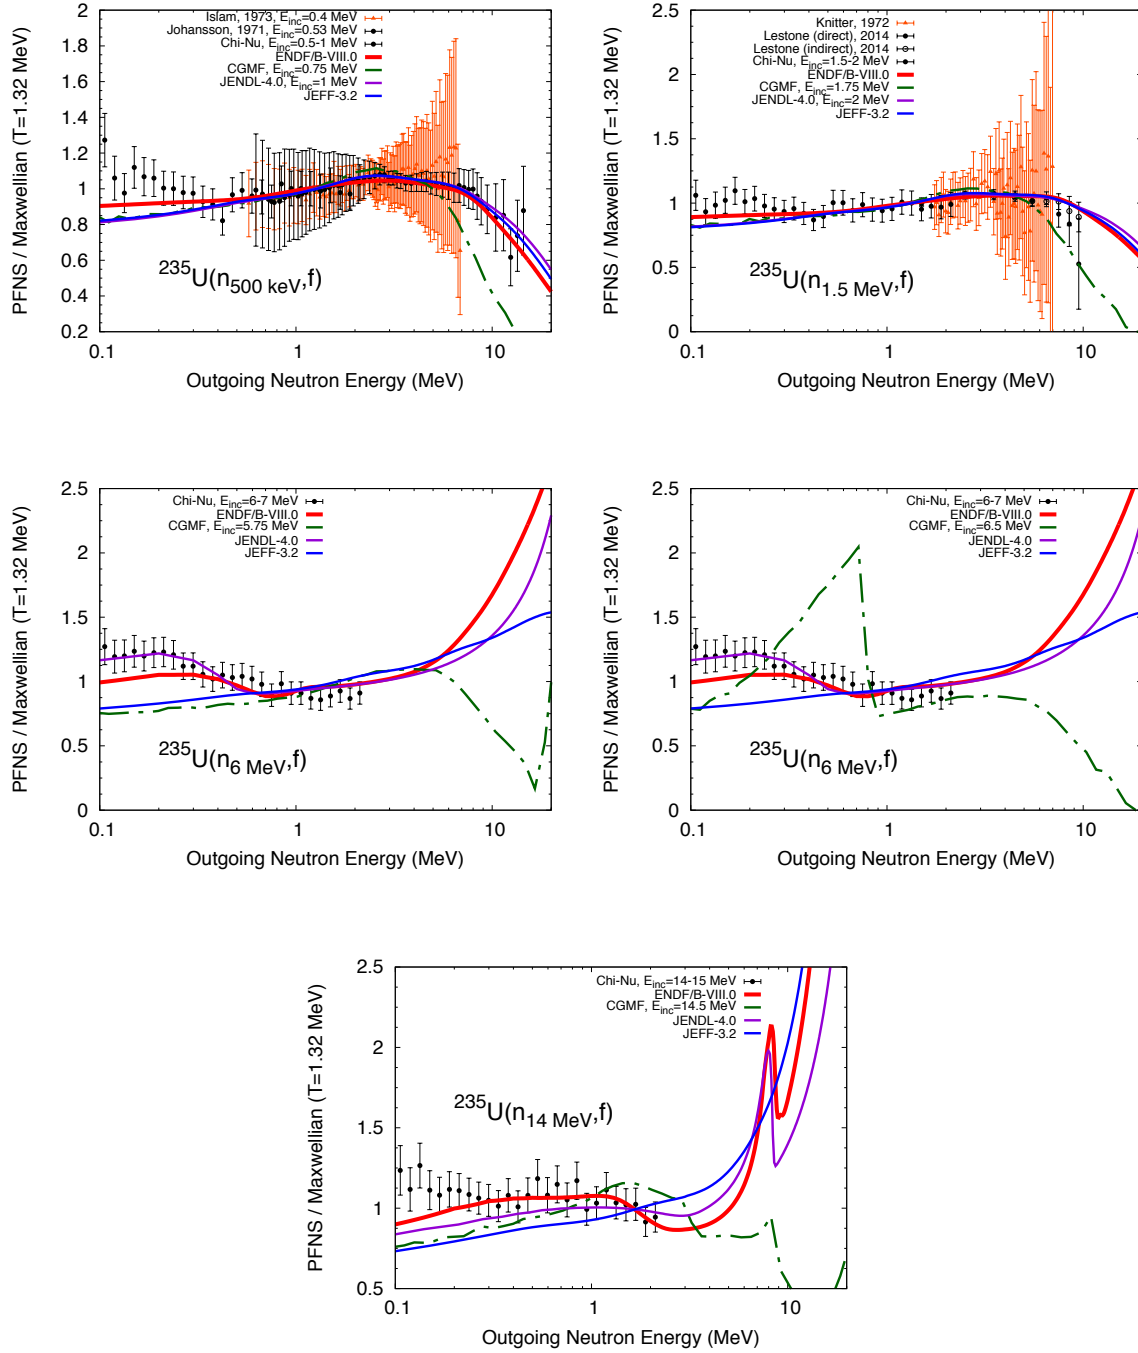 Islam, 1973, E_inc=0.4 MeV
Johansson, 1971, E_inc=0.53 MeV
Chi-Nu, E_inc=0.5-1 MeV
ENDF/B-VIII.0
CGMF, E_inc=0.75 MeV
JENDL-4.0, E_inc=1 MeV
JEFF-3.2
PFNS / Maxwellian (T=1.32 MeV)
2
1.8
1.6
1.4
1.2
1
0.8
0.6
0.4
0.2
²³⁵U(n_500 keV,f)
0.1 1 10
Outgoing Neutron Energy (MeV)
Knitter, 1972
Lestone (direct), 2014
Lestone (indirect), 2014
Chi-Nu, E_inc=1.5-2 MeV
ENDF/B-VIII.0
CGMF, E_inc=1.75 MeV
JENDL-4.0, E_inc=2 MeV
JEFF-3.2
PFNS / Maxwellian (T=1.32 MeV)
2.5
2
1.5
1
0.5
0
²³⁵U(n_1.5 MeV,f)
0.1 1 10
Outgoing Neutron Energy (MeV)
Chi-Nu, E_inc=6-7 MeV
ENDF/B-VIII.0
CGMF, E_inc=5.75 MeV
JENDL-4.0
JEFF-3.2
PFNS / Maxwellian (T=1.32 MeV)
2.5
2
1.5
1
0.5
0
²³⁵U(n_6 MeV,f)
0.1 1 10
Outgoing Neutron Energy (MeV)
Chi-Nu, E_inc=6-7 MeV
ENDF/B-VIII.0
CGMF, E_inc=6.5 MeV
JENDL-4.0
JEFF-3.2
PFNS / Maxwellian (T=1.32 MeV)
2.5
2
1.5
1
0.5
0
²³⁵U(n_6 MeV,f)
0.1 1 10
Outgoing Neutron Energy (MeV)
Chi-Nu, E_inc=14-15 MeV
ENDF/B-VIII.0
CGMF, E_inc=14.5 MeV
JENDL-4.0
JEFF-3.2
PFNS / Maxwellian (T=1.32 MeV)
2.5
2
1.5
1
0.5
²³⁵U(n_14 MeV,f)
0.1 1 10
Outgoing Neutron Energy (MeV)